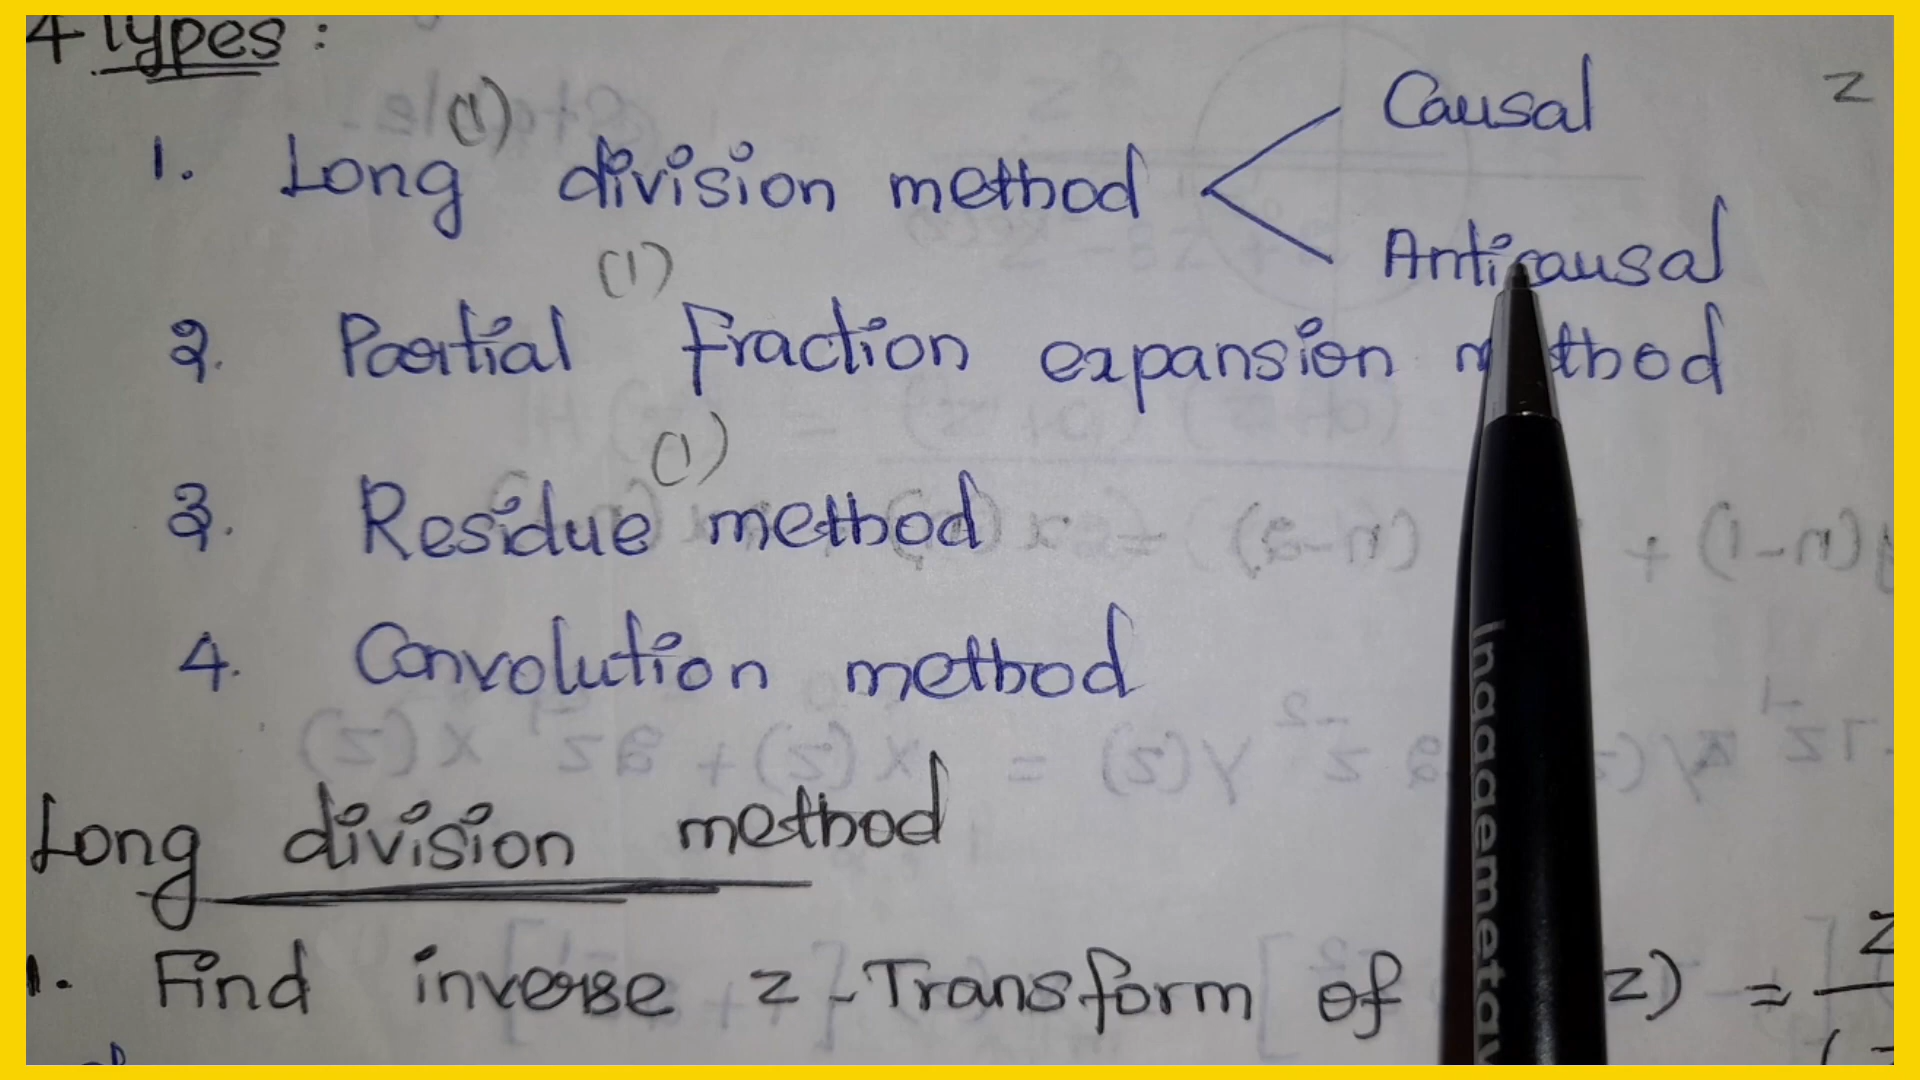 4 Types :
(1)
1. Long division method
Causal
Anticausal
z
(1)
2. Partial fraction expansion method
(1)
3. Residue method
4. Convolution method
Long division method
1. Find inverse z-Transform of z) = z
Ingagemetav